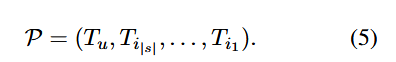 𝒫 = (T_u, T_{i_{|s|}}, . . . , T_{i_1}). (5)